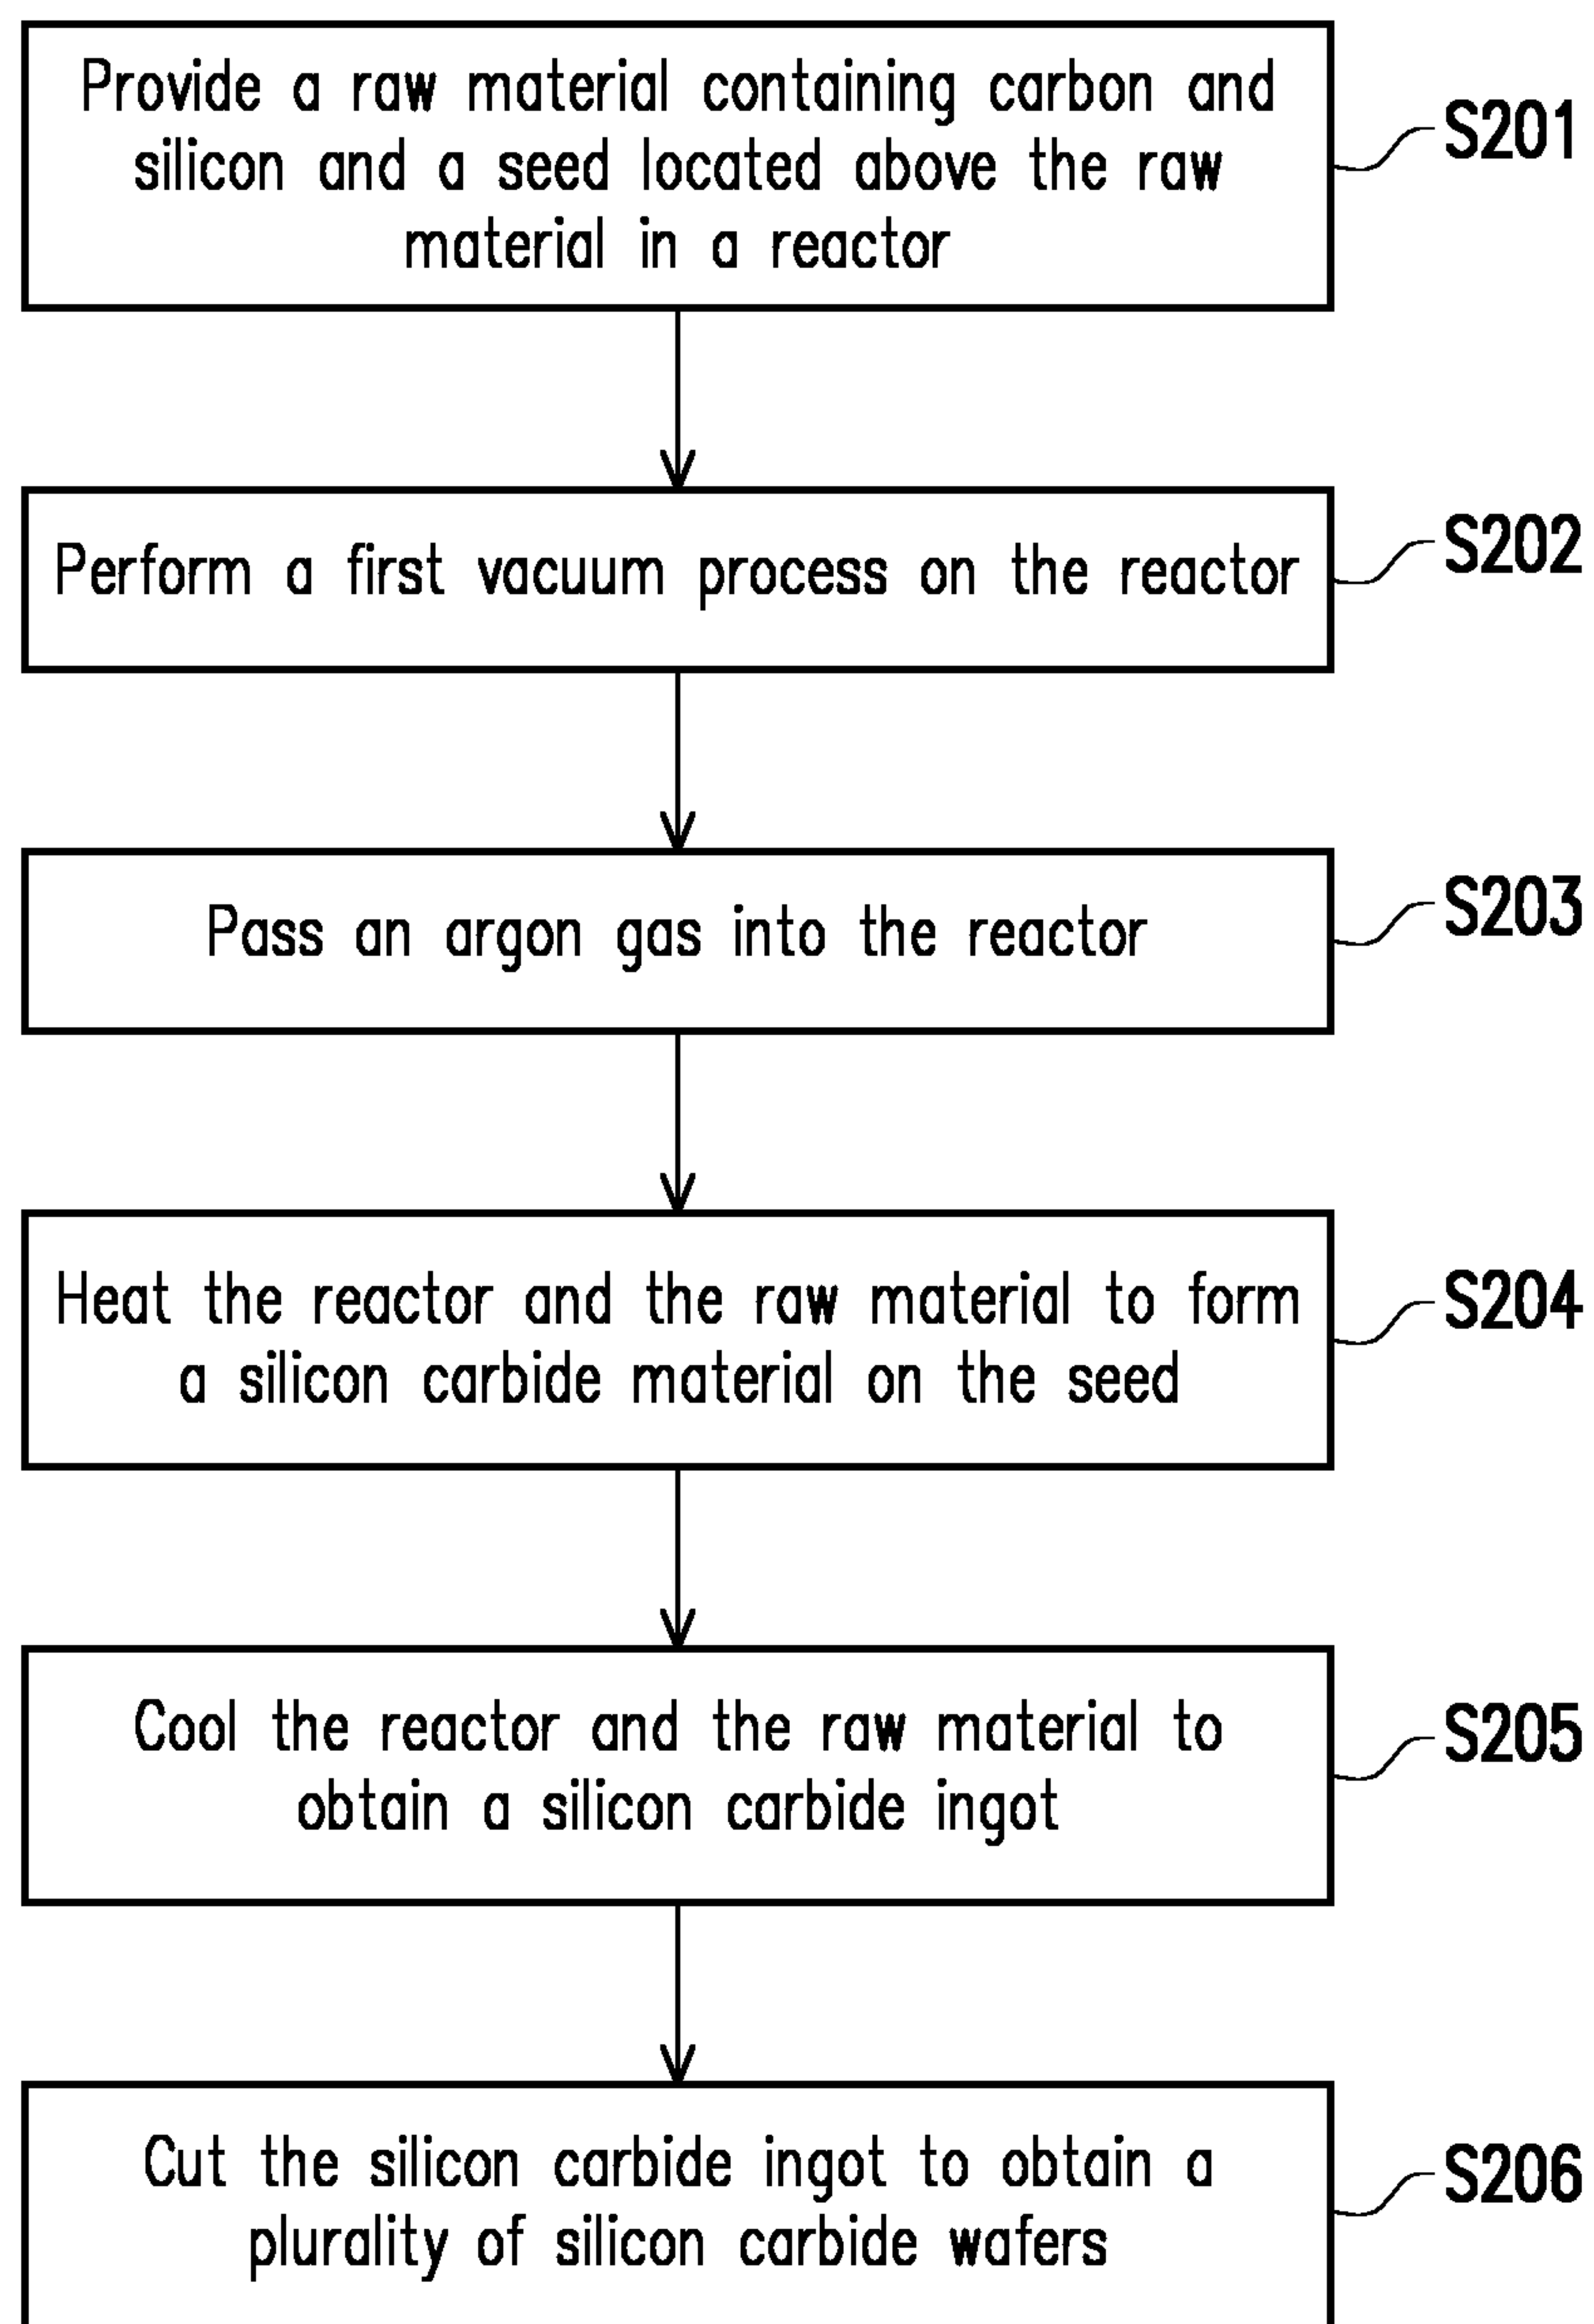 Provide a raw material containing carbon and
silicon and a seed located above the raw
material in a reactor
S201
Perform a first vacuum process on the reactor
S202
Pass an argon gas into the reactor
S203
Heat the reactor and the raw material to form
a silicon carbide material on the seed
S204
Cool the reactor and the raw material to
obtain a silicon carbide ingot
S205
Cut the silicon carbide ingot to obtain a
plurality of silicon carbide wafers
S206